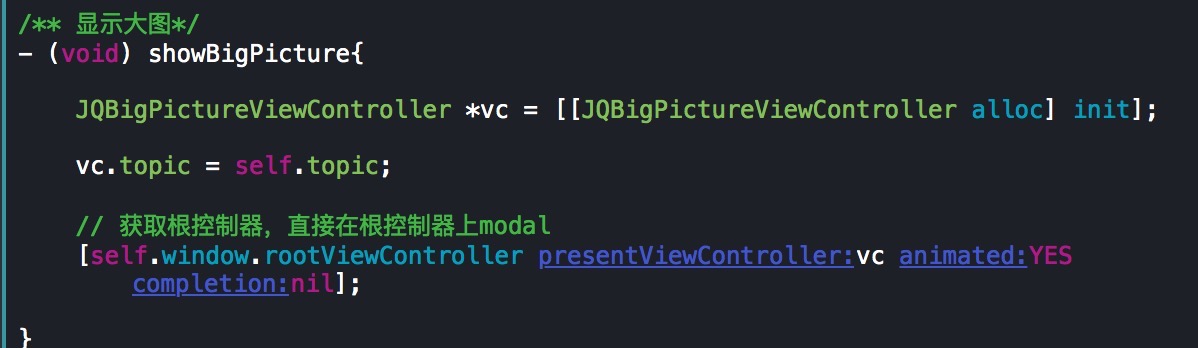 /** 显示大图*/
- (void) showBigPicture{
JQBigPictureViewController *vc = [[JQBigPictureViewController alloc] init];
vc.topic = self.topic;
// 获取根控制器，直接在根控制器上modal
[self.window.rootViewController presentViewController:vc animated:YES
completion:nil];
}